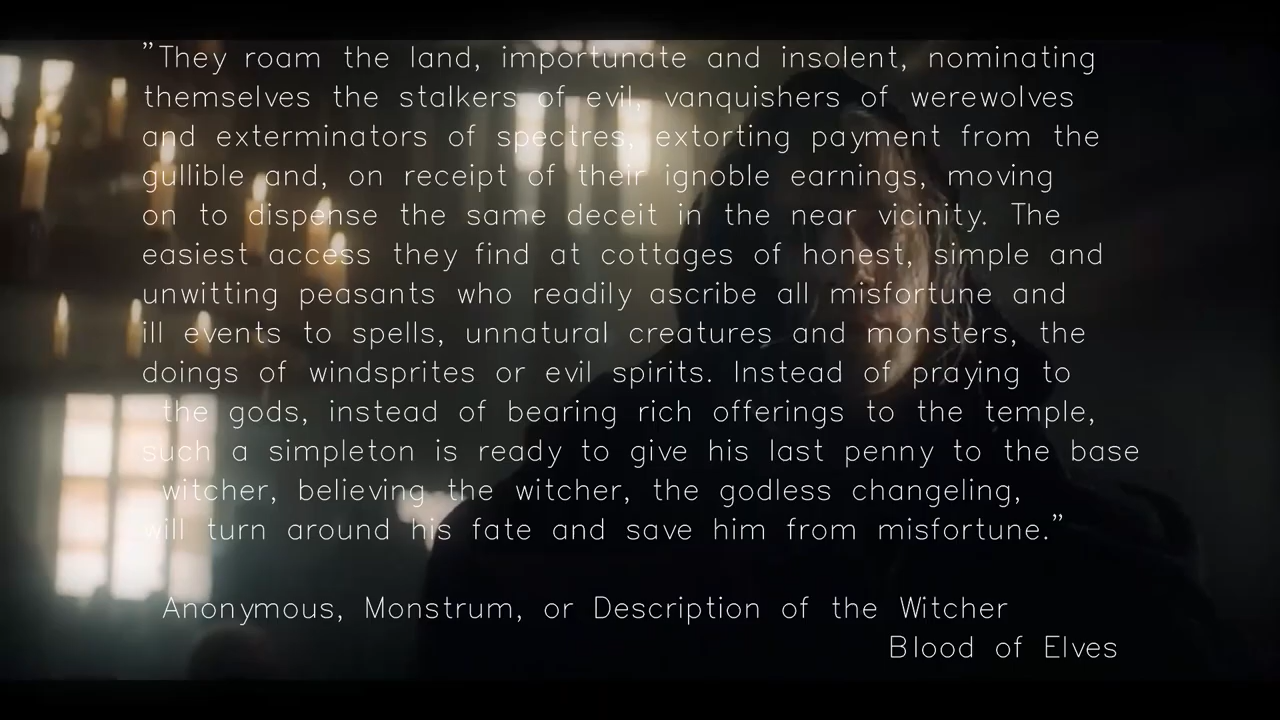 ”They roam the land, importunate and insolent, nominating
themselves the stalkers of evil, vanquishers of werewolves
and exterminators of spectres, extorting payment from the
gullible and, on receipt of their ignoble earnings, moving
on to dispense the same deceit in the near vicinity. The
easiest access they find at cottages of honest, simple and
unwitting peasants who readily ascribe all misfortune and
ill events to spells, unnatural creatures and monsters, the
doings of windsprites or evil spirits. Instead of praying to
the gods, instead of bearing rich offerings to the temple,
such a simpleton is ready to give his last penny to the base
witcher, believing the witcher, the godless changeling,
will turn around his fate and save him from misfortune.”
Anonymous, Monstrum, or Description of the Witcher
Blood of Elves